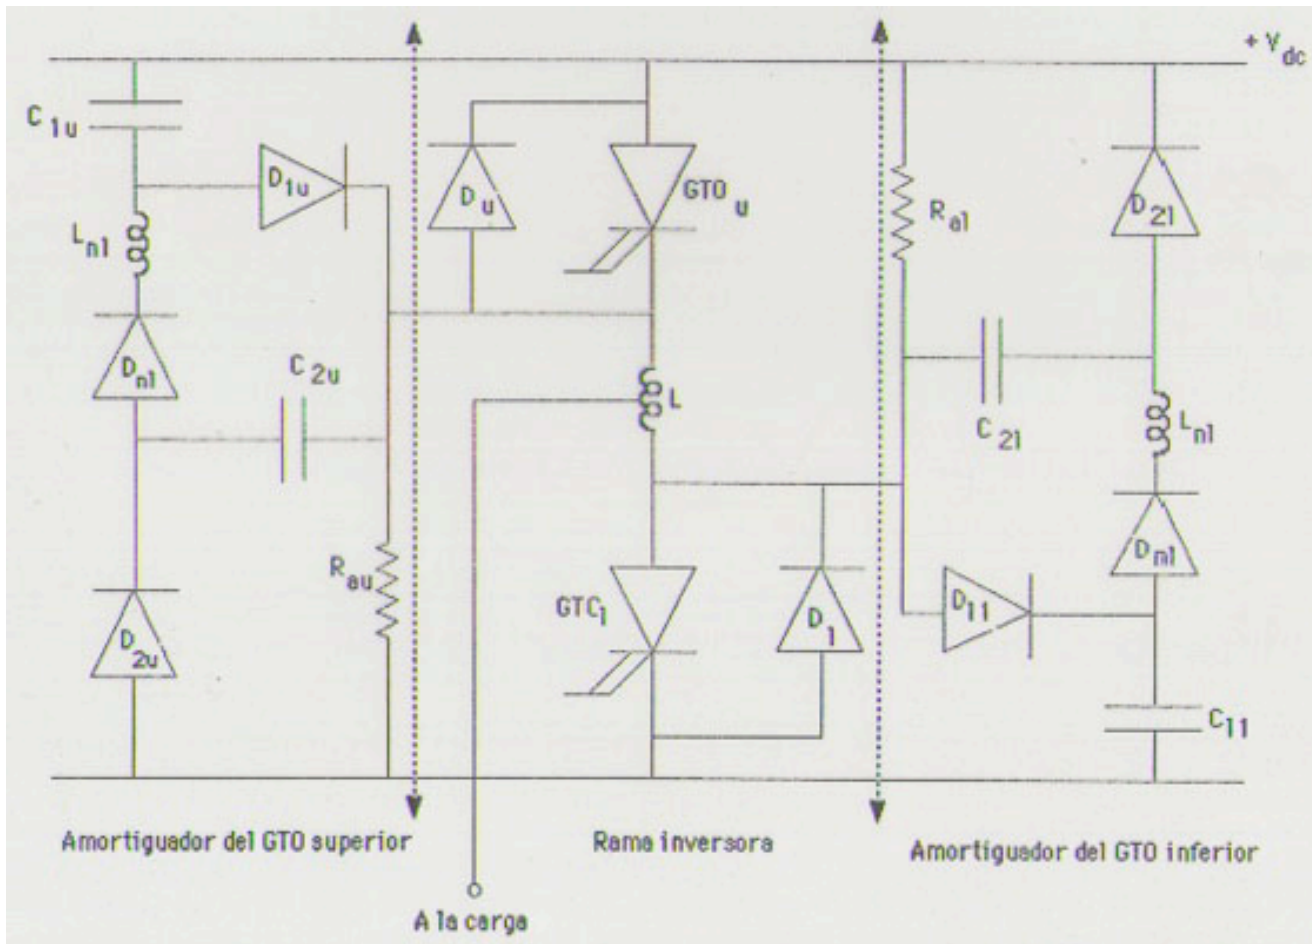 + V dc
C 1u
D 1u
D u
GTO u
R a1
D 21
L n1
D n1
C 2u
L
C 21
L n1
R au
GTC 1
D 1
D 11
D n1
D 2u
C 11
Amortiguador del GTO superior
Rama inversora
Amortiguador del GTO inferior
A la carga